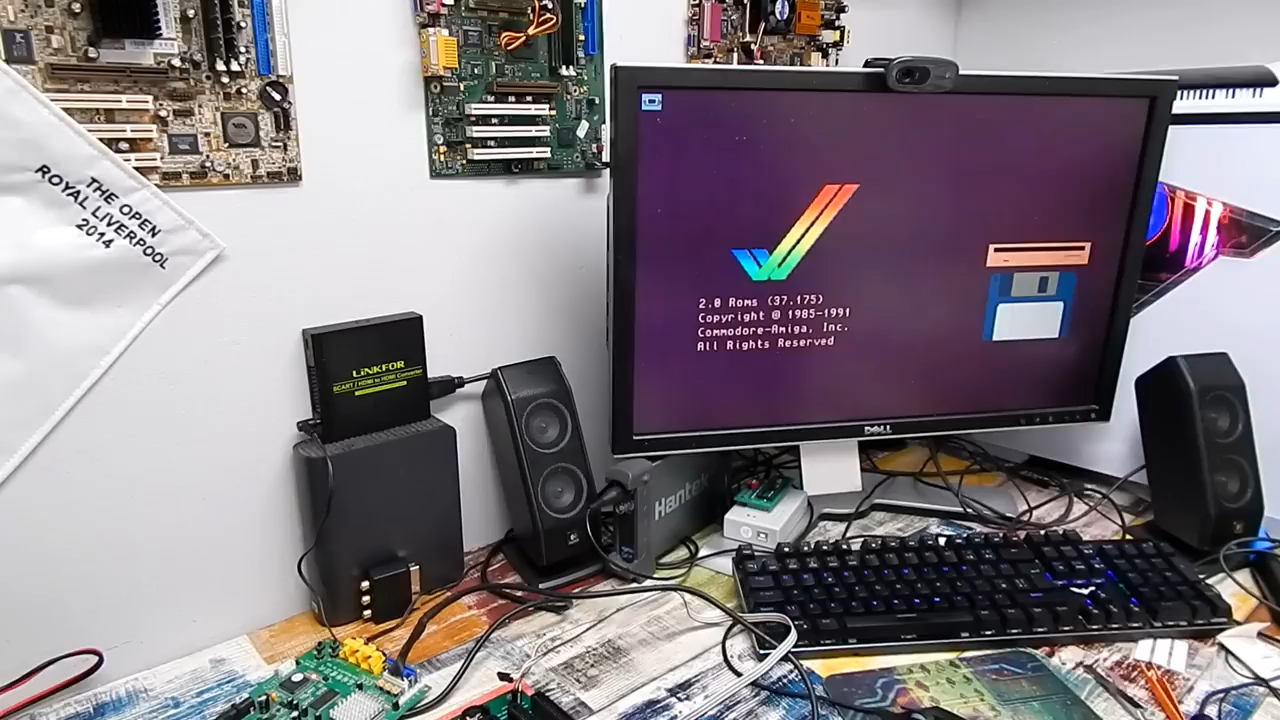 THE OPEN
ROYAL LIVERPOOL
2014
LiNKFOR
SCART / HDMI to HDMI Converter
2.0 Roms (37.175)
Copyright © 1985-1991
Commodore-Amiga, Inc.
All Rights Reserved
DELL
Hantek